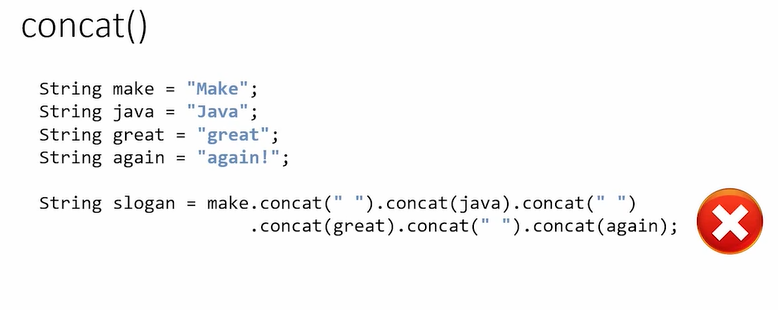 concat()
String make = "Make";
String java = "Java";
String great = "great";
String again = "again!";
String slogan = make.concat(" ").concat(java).concat(" ")
.concat(great).concat(" ").concat(again);